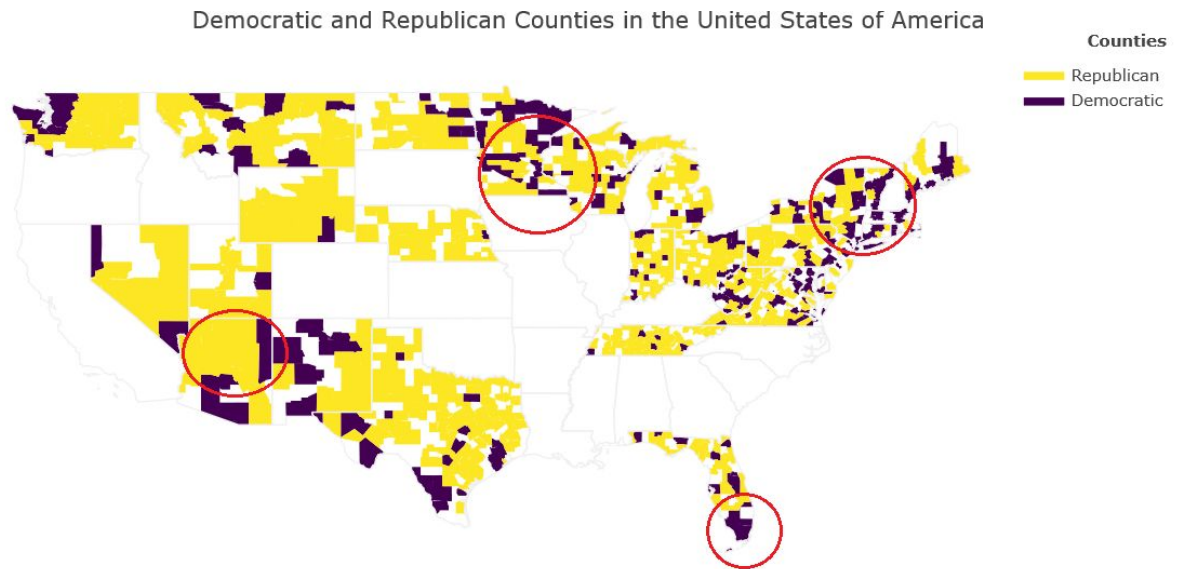 Democratic and Republican Counties in the United States of America
Counties
Republican
Democratic